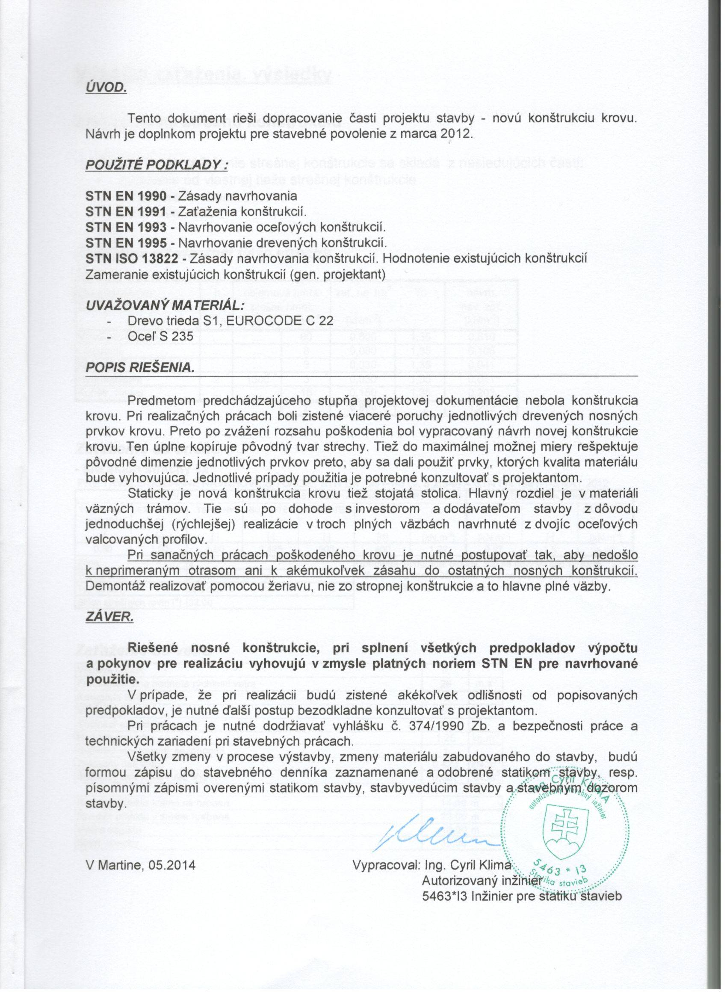 ÚVOD.
Tento dokument rieši dopracovanie časti projektu stavby - novú konštrukciu krovu.
Návrh je doplnkom projektu pre stavebné povolenie z marca 2012.
POUŽITÉ PODKLADY :
STN EN 1990 - Zásady navrhovania
STN EN 1991 - Zaťaženia konštrukcií.
STN EN 1993 - Navrhovanie oceľových konštrukcií.
STN EN 1995 - Navrhovanie drevených konštrukcií.
STN ISO 13822 - Zásady navrhovania konštrukcií. Hodnotenie existujúcich konštrukcií
Zameranie existujúcich konštrukcií (gen. projektant)
UVAŽOVANÝ MATERIÁL:
- Drevo trieda S1, EUROCODE C 22
- Oceľ S 235
POPIS RIEŠENIA.
Predmetom predchádzajúceho stupňa projektovej dokumentácie nebola konštrukcia
krovu. Pri realizačných prácach boli zistené viaceré poruchy jednotlivých drevených nosných
prvkov krovu. Preto po zvážení rozsahu poškodenia bol vypracovaný návrh novej konštrukcie
krovu. Ten úplne kopíruje pôvodný tvar strechy. Tiež do maximálnej možnej miery rešpektuje
pôvodné dimenzie jednotlivých prvkov preto, aby sa dali použiť prvky, ktorých kvalita materiálu
bude vyhovujúca. Jednotlivé prípady použitia je potrebné konzultovať s projektantom.
Staticky je nová konštrukcia krovu tiež stojatá stolica. Hlavný rozdiel je v materiáli
väzných trámov. Tie sú po dohode s investorom a dodávateľom stavby z dôvodu
jednoduchšej (rýchlejšej) realizácie v troch plných väzbách navrhnuté z dvojíc oceľových
valcovaných profilov.
Pri sanačných prácach poškodeného krovu je nutné postupovať tak, aby nedošlo
k neprimeraným otrasom ani k akémukoľvek zásahu do ostatných nosných konštrukcií.
Demontáž realizovať pomocou žeriavu, nie zo stropnej konštrukcie a to hlavne plné väzby.
ZÁVER.
Riešené nosné konštrukcie, pri splnení všetkých predpokladov výpočtu
a pokynov pre realizáciu vyhovujú v zmysle platných noriem STN EN pre navrhované
použitie.
V prípade, že pri realizácii budú zistené akékoľvek odlišnosti od popisovaných
predpokladov, je nutné ďalší postup bezodkladne konzultovať s projektantom.
Pri prácach je nutné dodržiavať vyhlášku č. 374/1990 Zb. a bezpečnosti práce a
technických zariadení pri stavebných prácach.
Všetky zmeny v procese výstavby, zmeny materiálu zabudovaného do stavby, budú
formou zápisu do stavebného denníka zaznamenané a odobrené statikom stavby, resp.
písomnými zápismi overenými statikom stavby, stavbyvedúcim stavby a stavebným dozorom
stavby.
Ing. Cyril KLIMA
autorizovaný stavebný inžinier
5463 * I3
Statika stavieb
V Martine, 05.2014
Vypracoval: Ing. Cyril Klima
Autorizovaný inžinier
5463*I3 Inžinier pre statiku stavieb